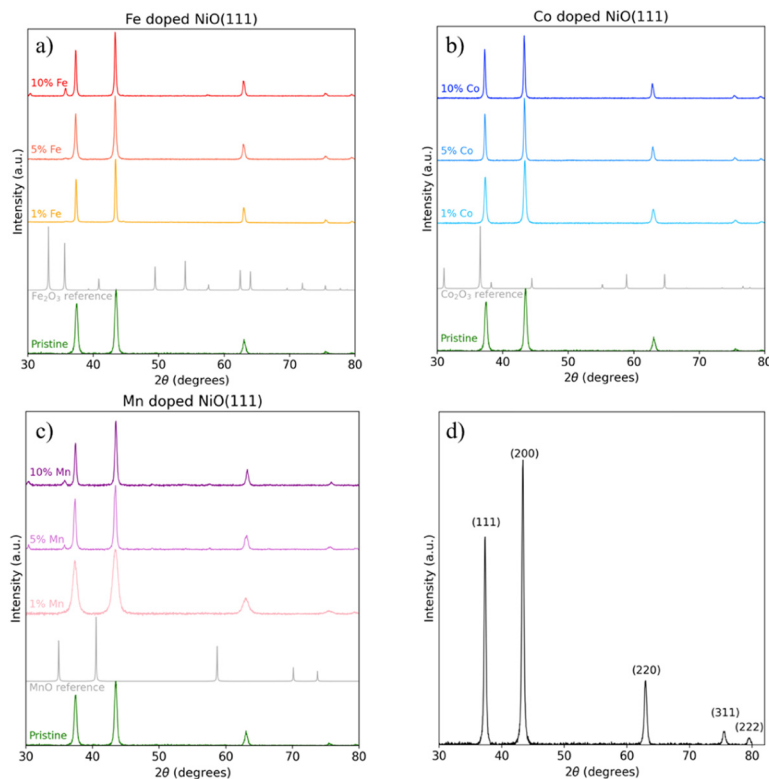 Fe doped NiO(111)
a)
10% Fe
5% Fe
1% Fe
Fe₂O₃ reference
Pristine
Intensity (a.u.)
30 40 50 60 70 80
2θ (degrees)
Co doped NiO(111)
b)
10% Co
5% Co
1% Co
Co₂O₃ reference
Pristine
Intensity (a.u.)
30 40 50 60 70 80
2θ (degrees)
Mn doped NiO(111)
c)
10% Mn
5% Mn
1% Mn
MnO reference
Pristine
Intensity (a.u.)
30 40 50 60 70 80
2θ (degrees)
d)
(200)
(111)
(220)
(311)
(222)
Intensity (a.u.)
30 40 50 60 70 80
2θ (degrees)